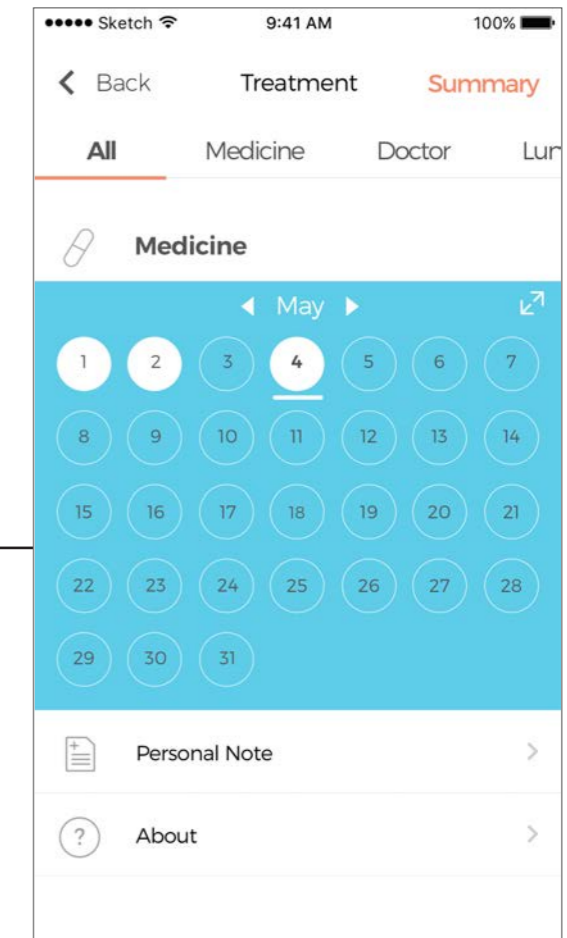 Sketch 9:41 AM 100%
Back Treatment Summary
All Medicine Doctor Lun
Medicine
May
1 2 3 4 5 6 7
8 9 10 11 12 13 14
15 16 17 18 19 20 21
22 23 24 25 26 27 28
29 30 31
Personal Note
? About